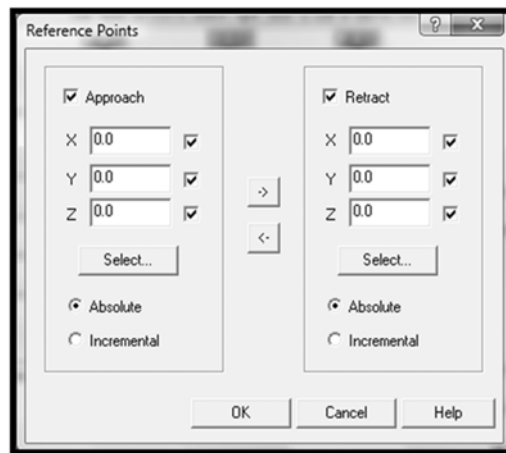 Reference Points
? X
Approach
X 0.0
Y 0.0
Z 0.0
Select...
Absolute
Incremental
->
<-
Retract
X 0.0
Y 0.0
Z 0.0
Select...
Absolute
Incremental
OK Cancel Help